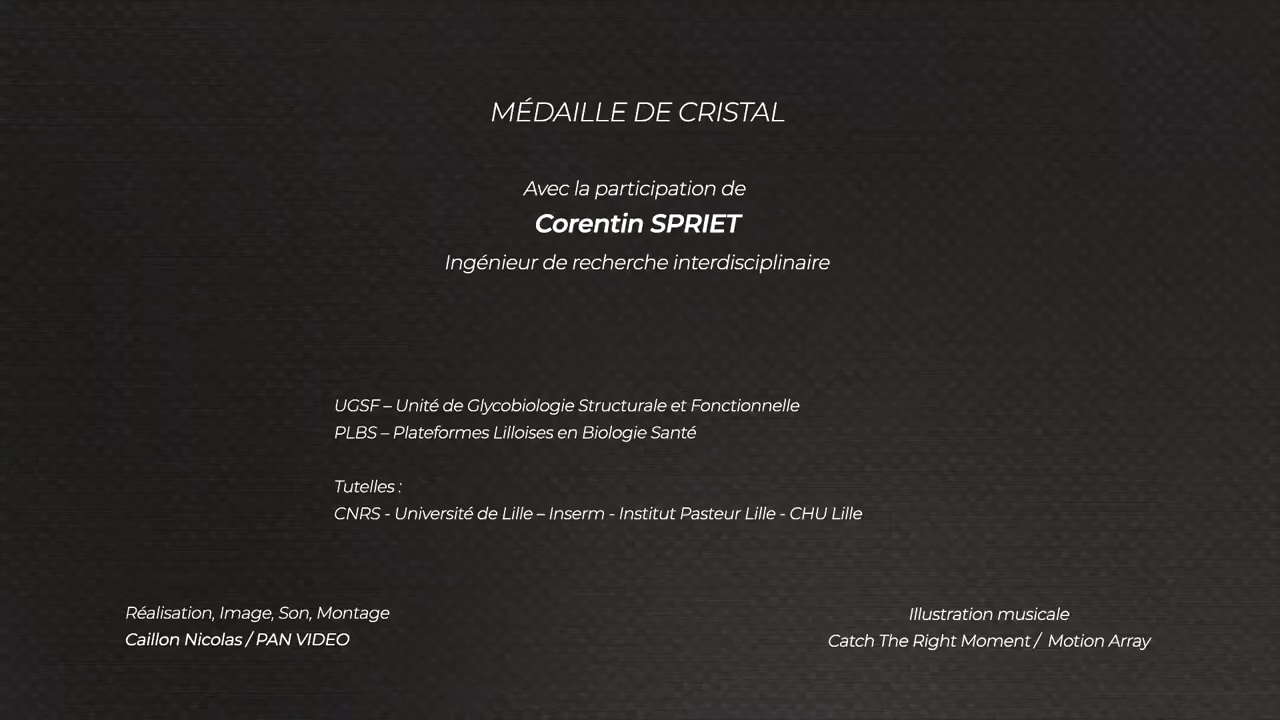 MÉDAILLE DE CRISTAL
Avec la participation de
Corentin SPRIET
Ingénieur de recherche interdisciplinaire
UGSF – Unité de Glycobiologie Structurale et Fonctionnelle
PLBS – Plateformes Lilloises en Biologie Santé
Tutelles :
CNRS - Université de Lille – Inserm - Institut Pasteur Lille - CHU Lille
Réalisation, Image, Son, Montage
Caillon Nicolas / PAN VIDEO
Illustration musicale
Catch The Right Moment / Motion Array